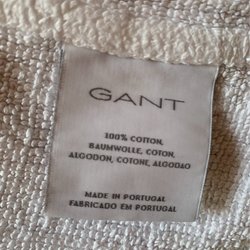 GANT
100% COTTON,
BAUMWOLLE, COTON,
ALGODON, COTONE, ALGODAO
MADE IN PORTUGAL
FABRICADO EM PORTUGAL